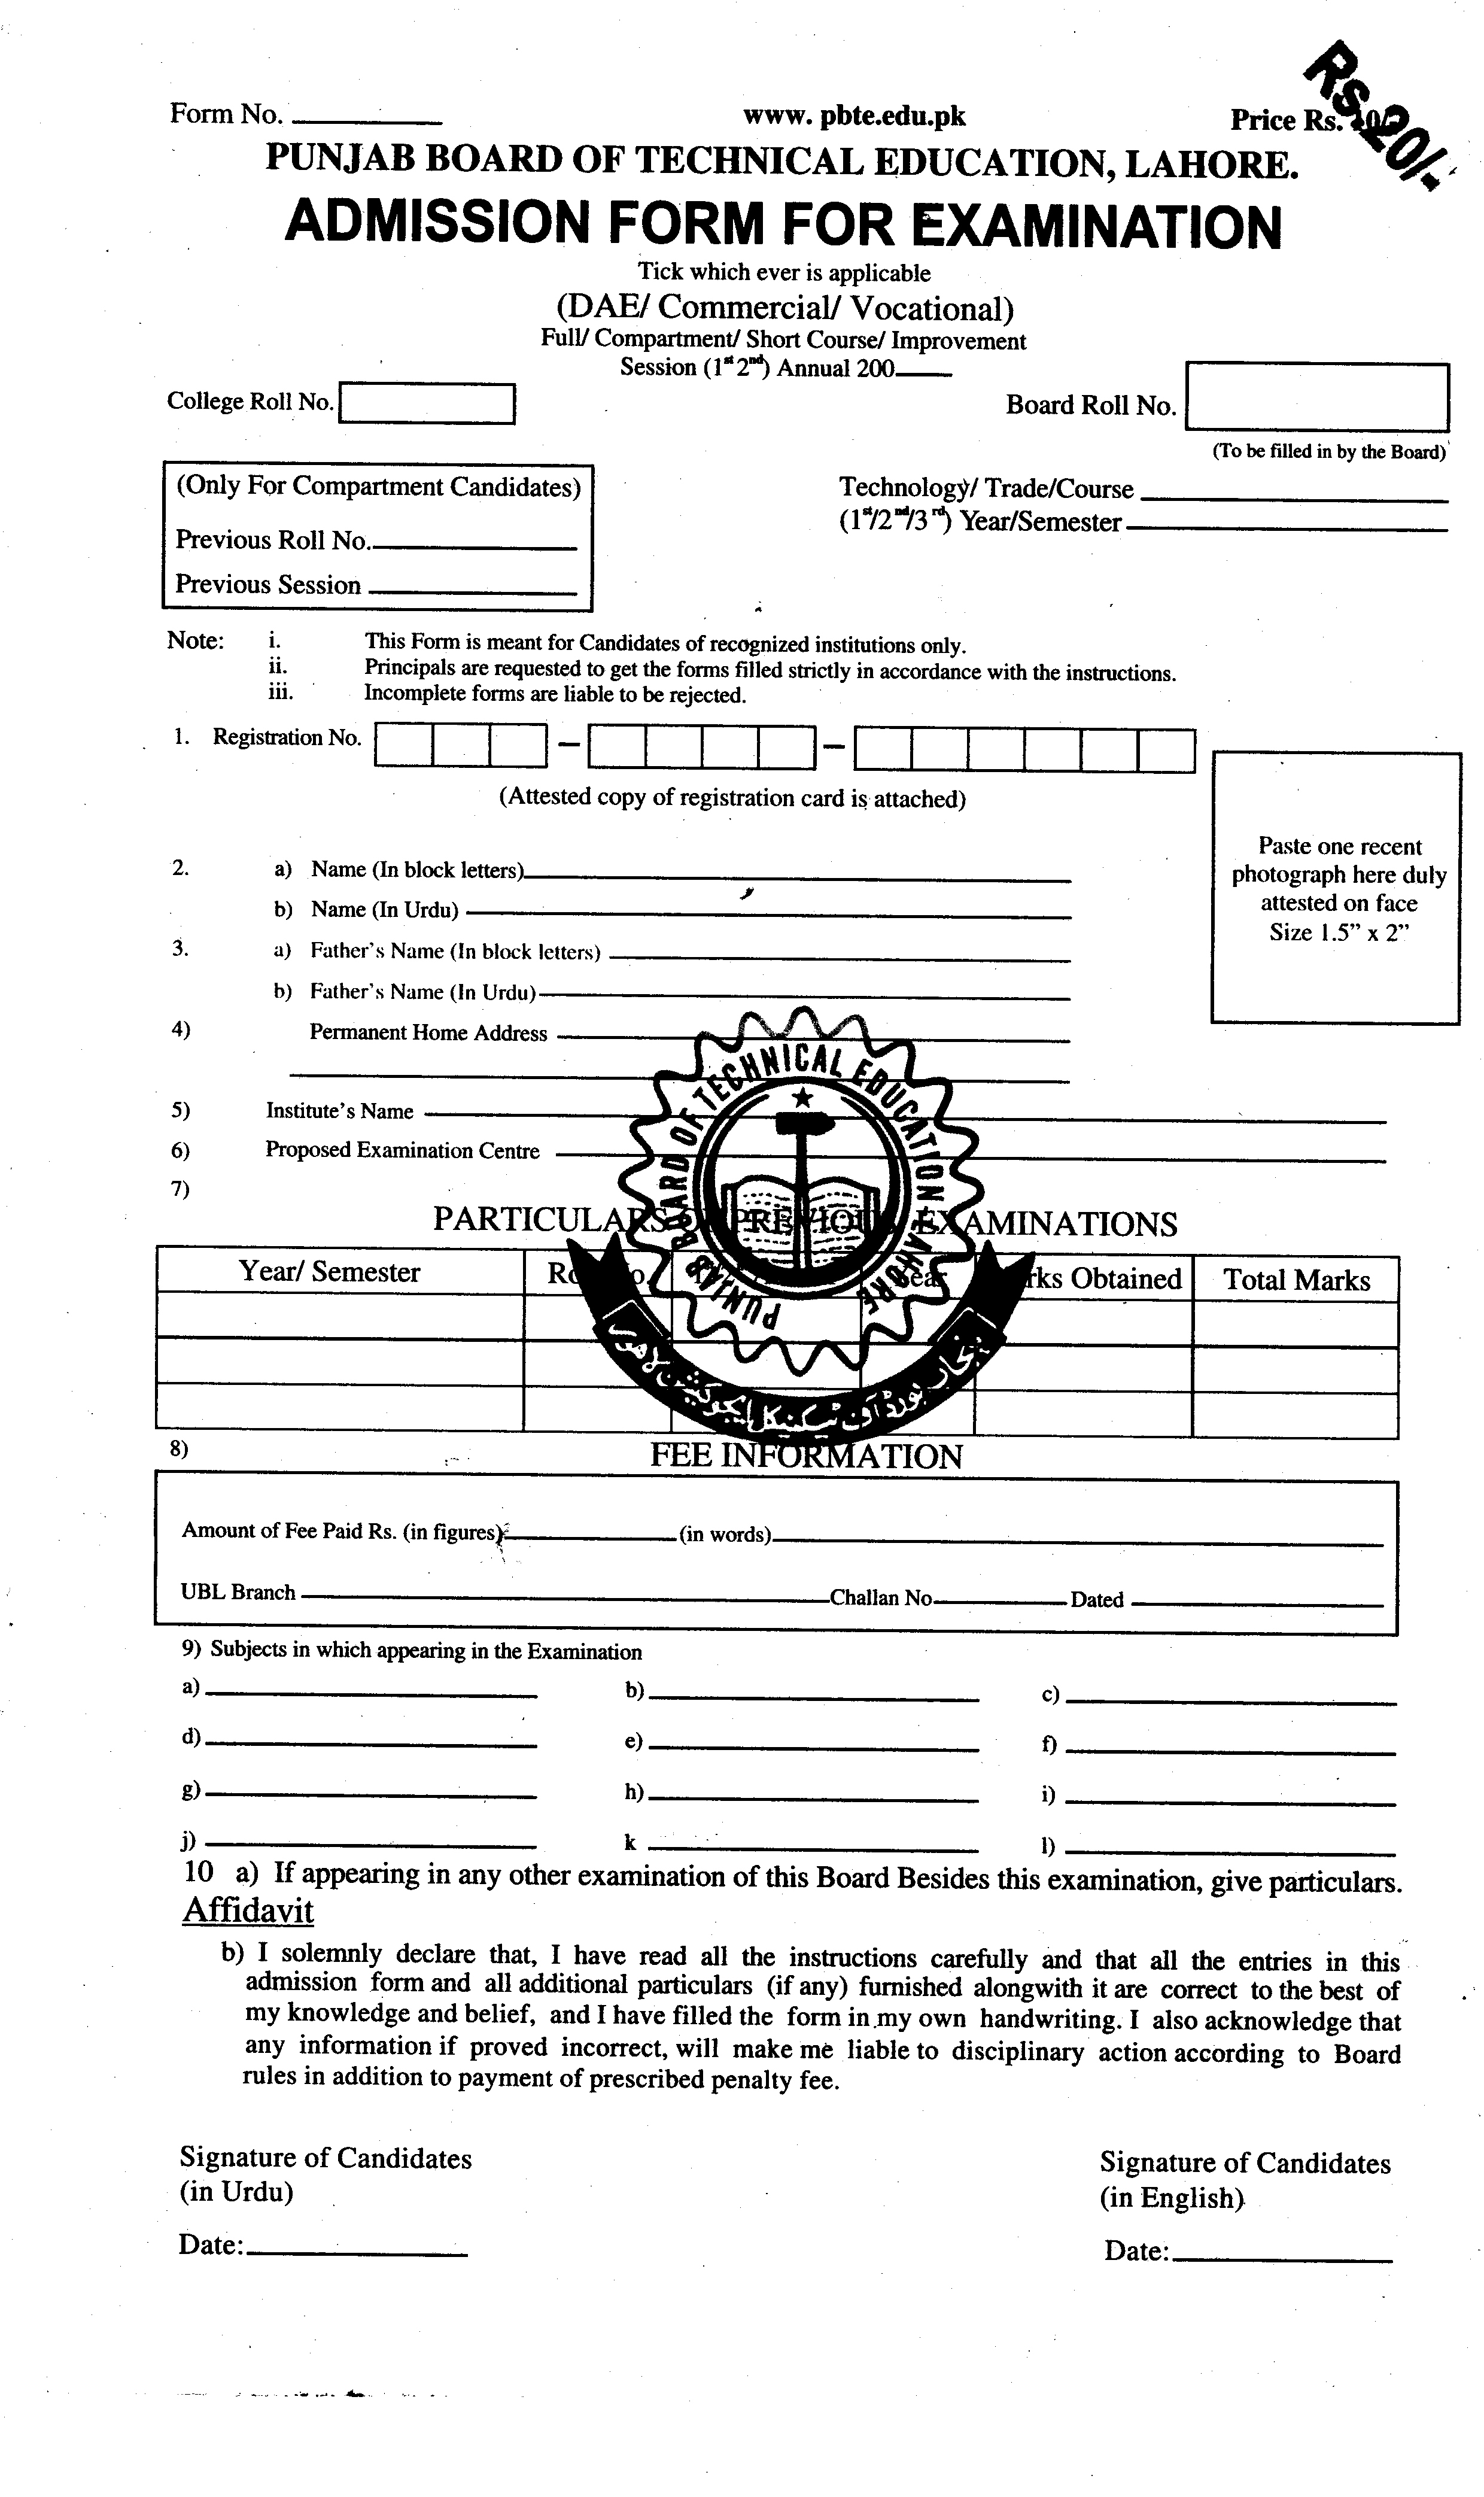 Form No.
www. pbte.edu.pk
Price Rs.
Rs.20/-
PUNJAB BOARD OF TECHNICAL EDUCATION, LAHORE.
ADMISSION FORM FOR EXAMINATION
Tick which ever is applicable
(DAE/ Commercial/ Vocational)
Full/ Compartment/ Short Course/ Improvement
Session (1st 2nd) Annual 200
College Roll No.
Board Roll No.
(To be filled in by the Board)
(Only For Compartment Candidates)
Previous Roll No.
Previous Session
Technology/ Trade/Course
(1st/2nd/3rd) Year/Semester
Note: i. This Form is meant for Candidates of recognized institutions only.
ii. Principals are requested to get the forms filled strictly in accordance with the instructions.
iii. Incomplete forms are liable to be rejected.
1. Registration No. – –
(Attested copy of registration card is attached)
Paste one recent
photograph here duly
attested on face
Size 1.5” x 2”
2. a) Name (In block letters)
b) Name (In Urdu)
3. a) Father's Name (In block letters)
b) Father's Name (In Urdu)
4) Permanent Home Address
5) Institute's Name
6) Proposed Examination Centre
7)
PARTICULARS PREVIOUS EXAMINATIONS
PUNJAB BOARD OF TECHNICAL EDUCATION LAHORE
Year/ Semester Year Obtained Total Marks
پنجاب بورڈ آف ٹیکنیکل ایجوکیشن لاهور
8) FEE INFORMATION
Amount of Fee Paid Rs. (in figures) (in words)
UBL Branch Challan No Dated
9) Subjects in which appearing in the Examination
a) b) c)
d) e) f)
g) h) i)
j) k l)
10 a) If appearing in any other examination of this Board Besides this examination, give particulars.
Affidavit
b) I solemnly declare that, I have read all the instructions carefully and that all the entries in this
admission form and all additional particulars (if any) furnished alongwith it are correct to the best of
my knowledge and belief, and I have filled the form in my own handwriting. I also acknowledge that
any information if proved incorrect, will make me liable to disciplinary action according to Board
rules in addition to payment of prescribed penalty fee.
Signature of Candidates
(in Urdu)
Date:
Signature of Candidates
(in English)
Date: